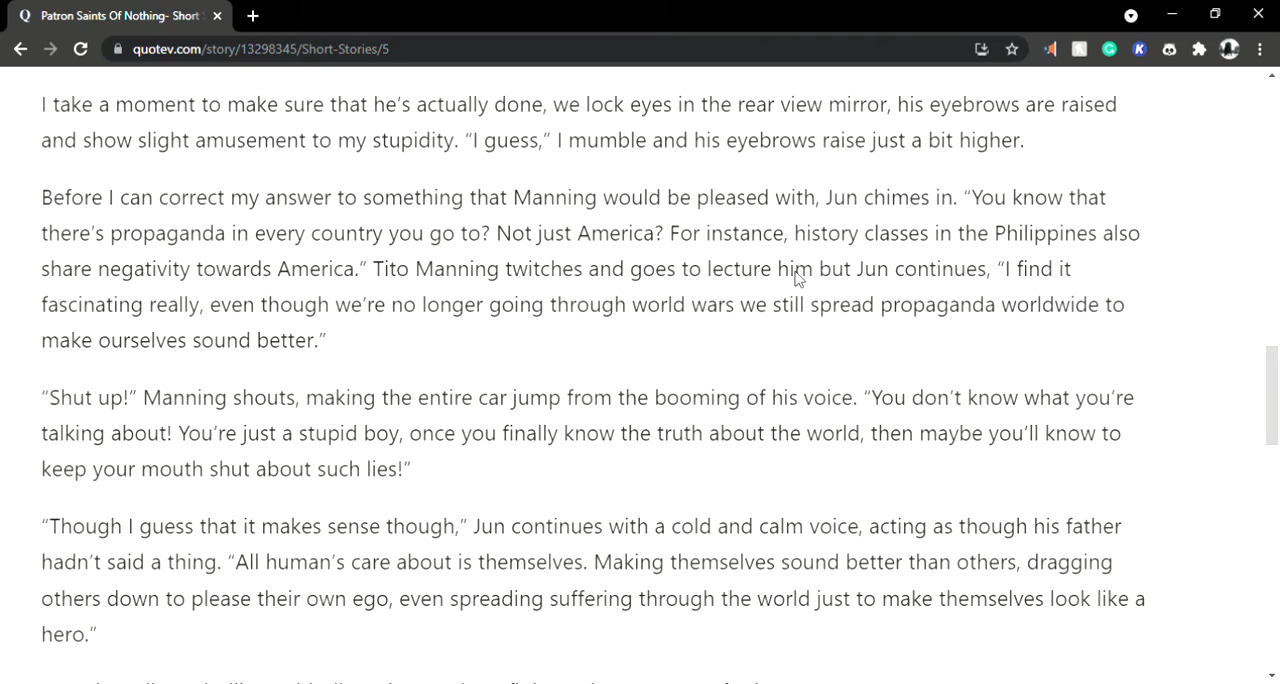 Q Patron Saints Of Nothing- Short
quotev.com/story/13298345/Short-Stories/5
I take a moment to make sure that he's actually done, we lock eyes in the rear view mirror, his eyebrows are raised
and show slight amusement to my stupidity. “I guess,” I mumble and his eyebrows raise just a bit higher.
Before I can correct my answer to something that Manning would be pleased with, Jun chimes in. “You know that
there's propaganda in every country you go to? Not just America? For instance, history classes in the Philippines also
share negativity towards America.” Tito Manning twitches and goes to lecture him but Jun continues, “I find it
fascinating really, even though we're no longer going through world wars we still spread propaganda worldwide to
make ourselves sound better.”
“Shut up!” Manning shouts, making the entire car jump from the booming of his voice. “You don't know what you're
talking about! You're just a stupid boy, once you finally know the truth about the world, then maybe you'll know to
keep your mouth shut about such lies!”
“Though I guess that it makes sense though,” Jun continues with a cold and calm voice, acting as though his father
hadn't said a thing. “All human's care about is themselves. Making themselves sound better than others, dragging
others down to please their own ego, even spreading suffering through the world just to make themselves look like a
hero.”